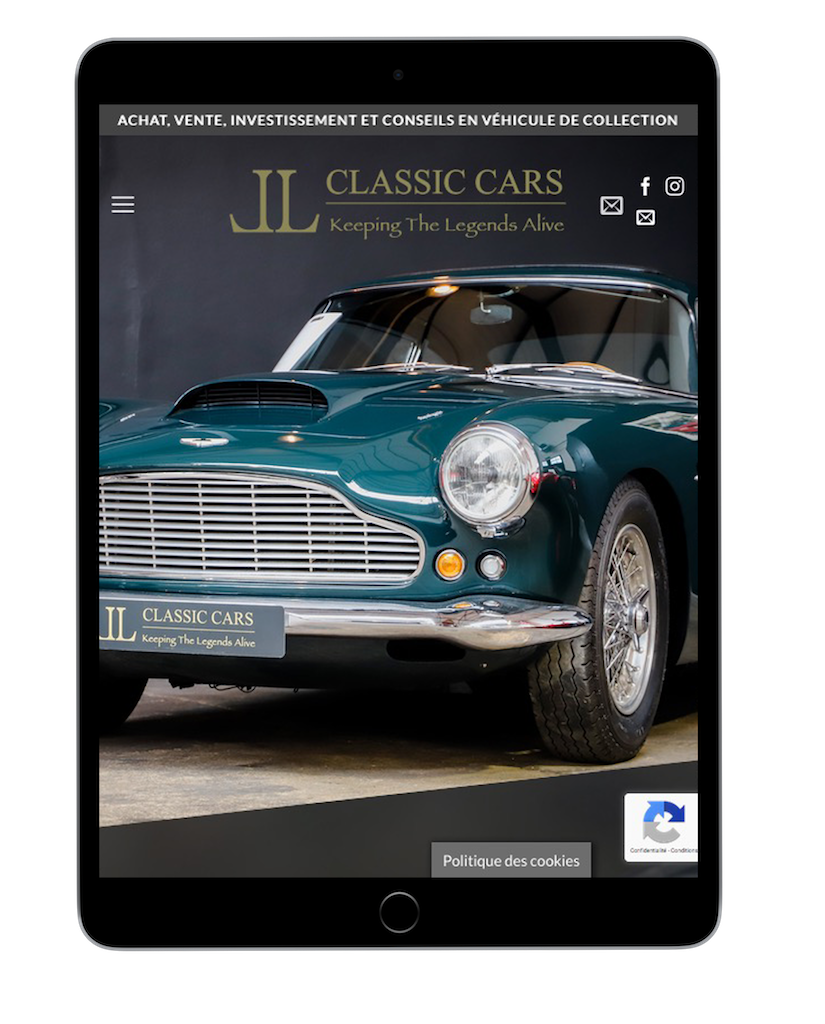 ACHAT, VENTE, INVESTISSEMENT ET CONSEILS EN VÉHICULE DE COLLECTION
JL CLASSIC CARS
Keeping The Legends Alive
JL CLASSIC CARS
Keeping The Legends Alive
Confidentialité - Conditions
Politique des cookies